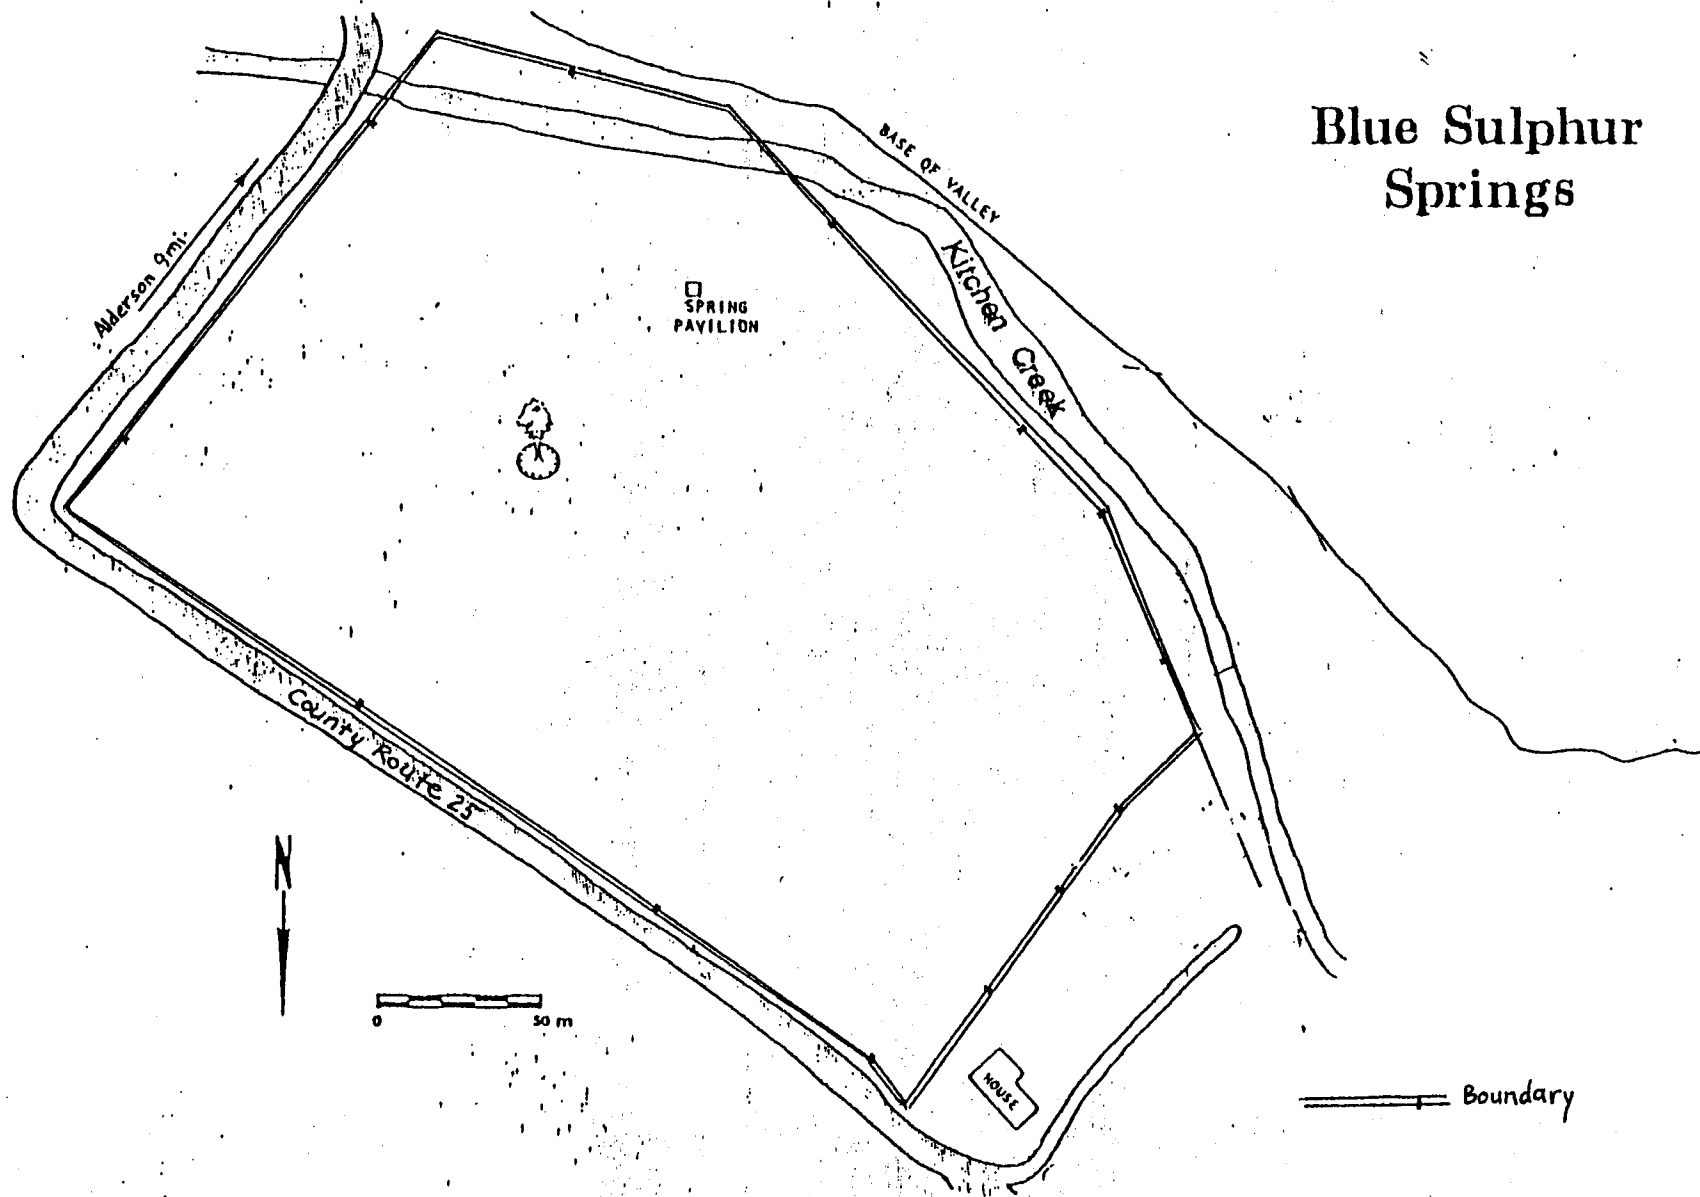 Blue Sulphur
Springs
BASE OF VALLEY
Kitchen Creek
Alderson 9mi.
SPRING
PAVILION
County Route 25
N
0 50 m
HOUSE
Boundary